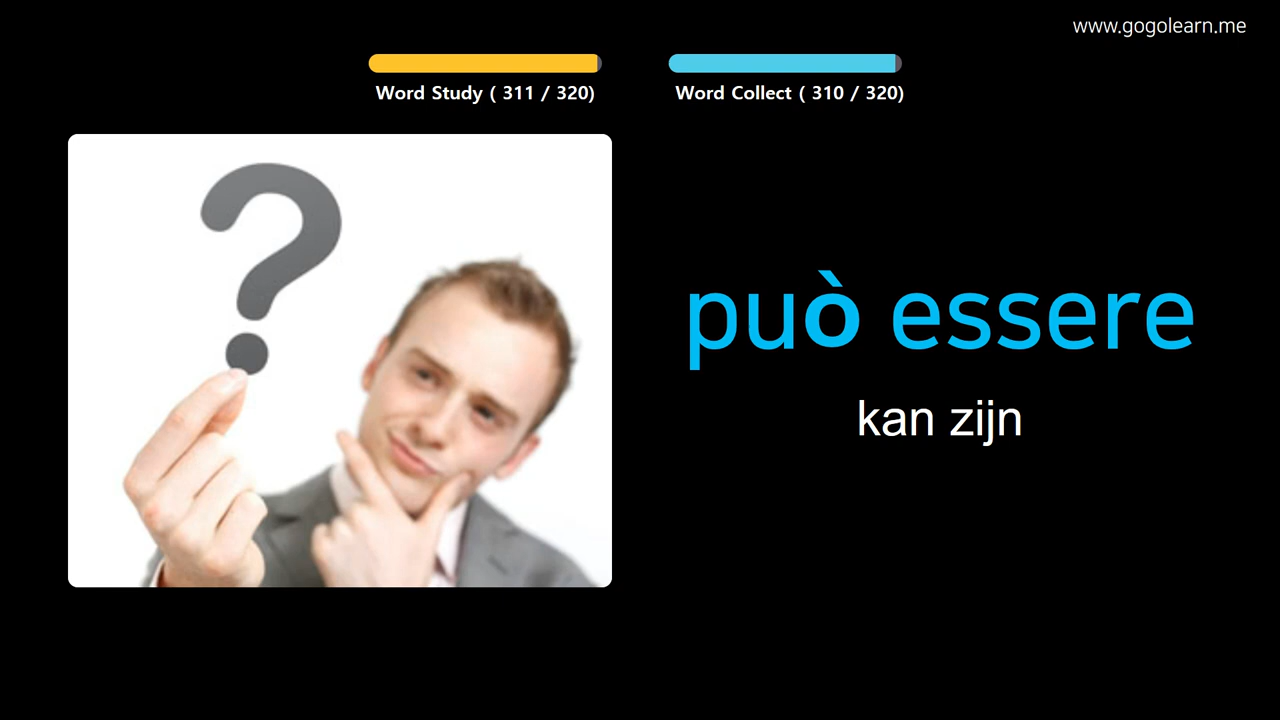 www.gogolearn.me
Word Study ( 311 / 320)
Word Collect ( 310 / 320)
può essere
kan zijn